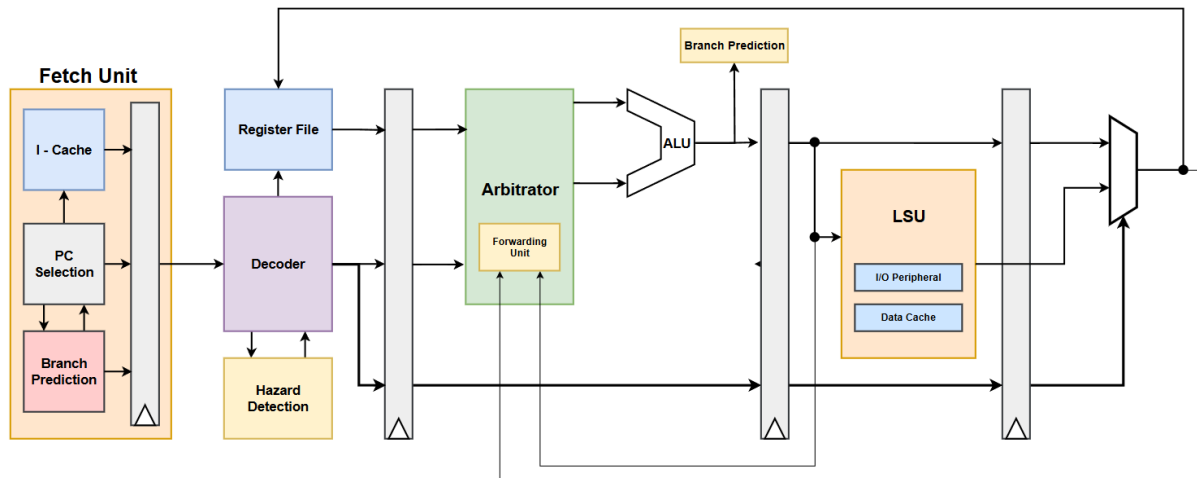 Branch Prediction
Fetch Unit
I - Cache
Register File
ALU
Arbitrator
LSU
Forwarding
Unit
PC
Selection
Decoder
I/O Peripheral
Data Cache
Branch
Prediction
Hazard
Detection